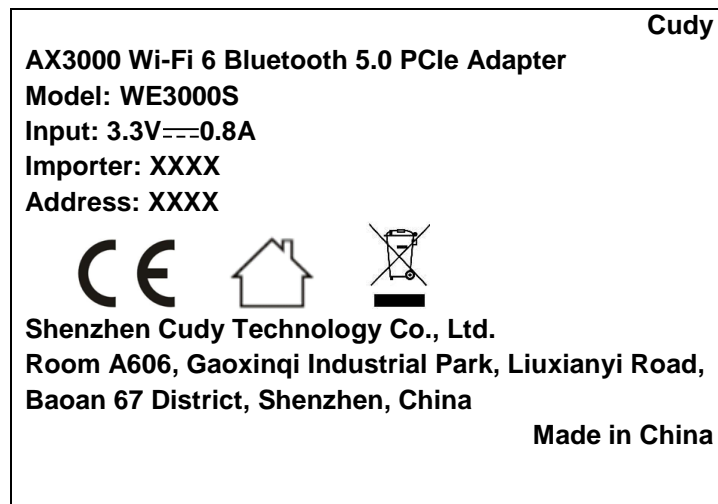 Cudy
AX3000 Wi-Fi 6 Bluetooth 5.0 PCIe Adapter
Model: WE3000S
Input: 3.3V⎓0.8A
Importer: XXXX
Address: XXXX
CE
Shenzhen Cudy Technology Co., Ltd.
Room A606, Gaoxinqi Industrial Park, Liuxianyi Road,
Baoan 67 District, Shenzhen, China
Made in China